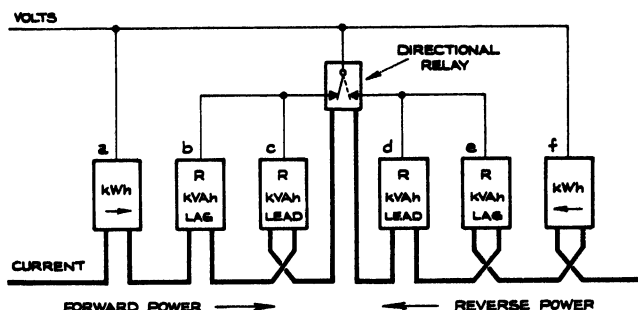 VOLTS
DIRECTIONAL
RELAY
a
b
c
d
e
f
kWh
R
kVAh
LAG
R
kVAh
LEAD
R
kVAh
LEAD
R
kVAh
LAG
kWh
CURRENT
FORWARD POWER
REVERSE POWER